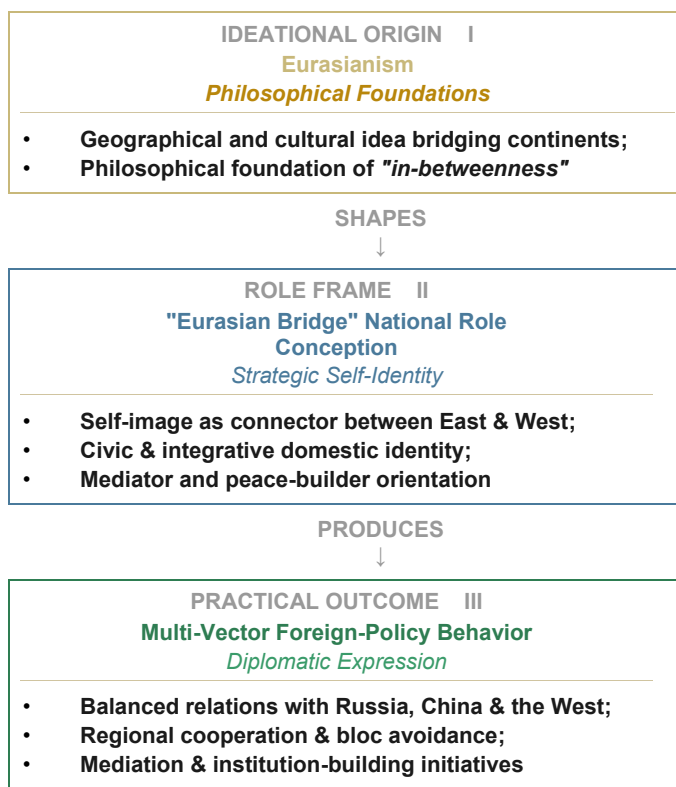 IDEATIONAL ORIGIN I
Eurasianism
Philosophical Foundations
• Geographical and cultural idea bridging continents;
• Philosophical foundation of "in-betweenness"
SHAPES
↓
ROLE FRAME II
"Eurasian Bridge" National Role
Conception
Strategic Self-Identity
• Self-image as connector between East & West;
• Civic & integrative domestic identity;
• Mediator and peace-builder orientation
PRODUCES
↓
PRACTICAL OUTCOME III
Multi-Vector Foreign-Policy Behavior
Diplomatic Expression
• Balanced relations with Russia, China & the West;
• Regional cooperation & bloc avoidance;
• Mediation & institution-building initiatives